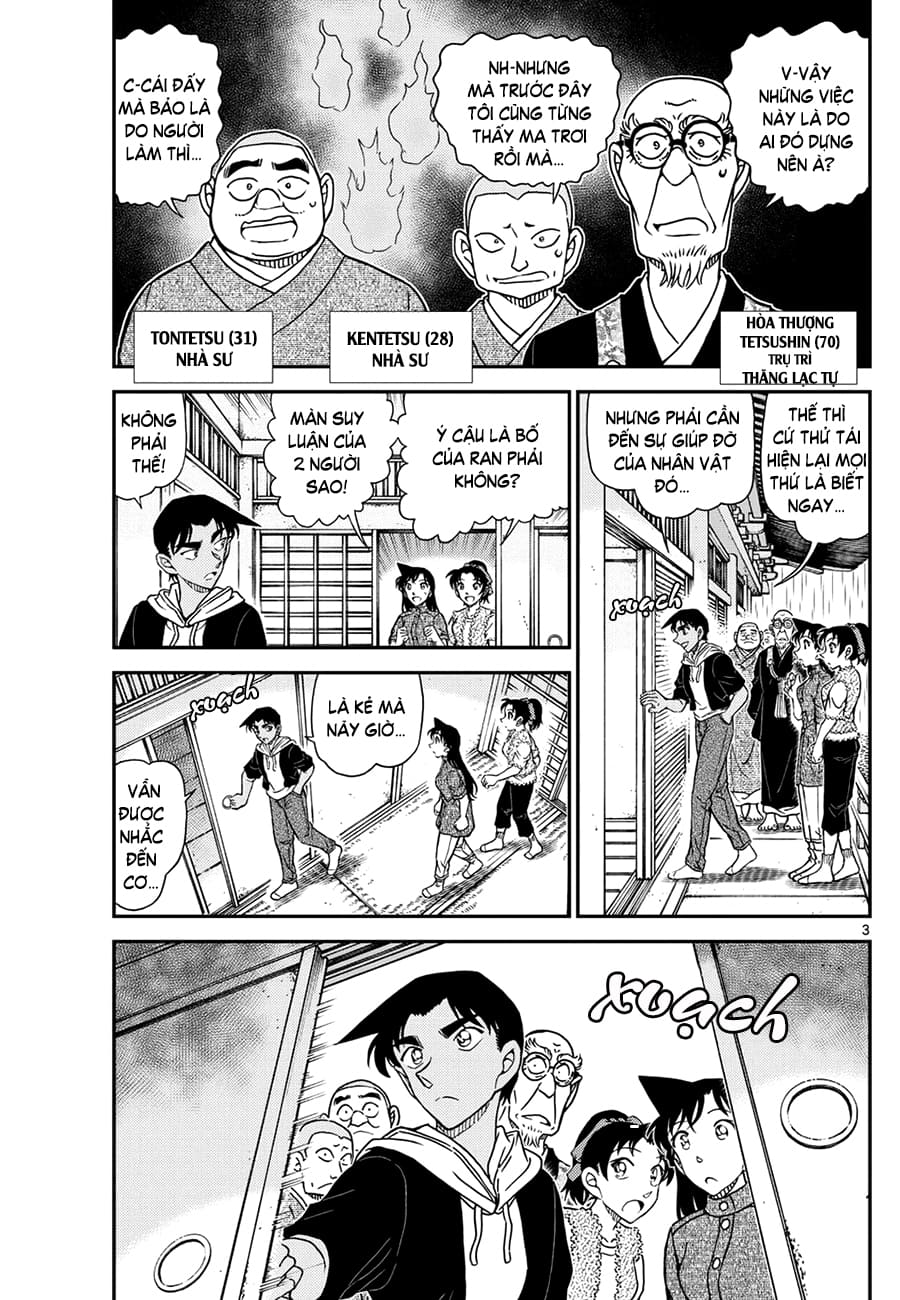 V-VẬY
NHỮNG VIỆC
NÀY LÀ DO
AI ĐÓ DỰNG
NÊN À?
NH-NHƯNG
MÀ TRƯỚC ĐÂY
TÔI CŨNG TỪNG
THẤY MA TRƠI
RỒI MÀ...
C-CÁI ĐẤY
MÀ BẢO LÀ
DO NGƯỜI
LÀM THÌ...
HÒA THƯỢNG
TETSUSHIN (70)
TRỤ TRÌ
THẮNG LẠC TỰ
KENTETSU (28)
NHÀ SƯ
TONTETSU (31)
NHÀ SƯ
THẾ THÌ
CỨ THỬ TÁI
HIỆN LẠI MỌI
THỨ LÀ BIẾT
NGAY...
NHƯNG PHẢI CẦN
ĐẾN SỰ GIÚP ĐỠ
CỦA NHÂN VẬT
ĐÓ...
xoạch
Ý CẬU LÀ BỐ
CỦA RAN PHẢI
KHÔNG?
MÀN SUY
LUẬN CỦA
2 NGƯỜI
SAO!
KHÔNG
PHẢI
THẾ!
LÀ KẺ MÀ
NÃY GIỜ...
xoạch
VẨN
ĐƯỢC
NHẮC
ĐẾN
CƠ...
3
xoạch